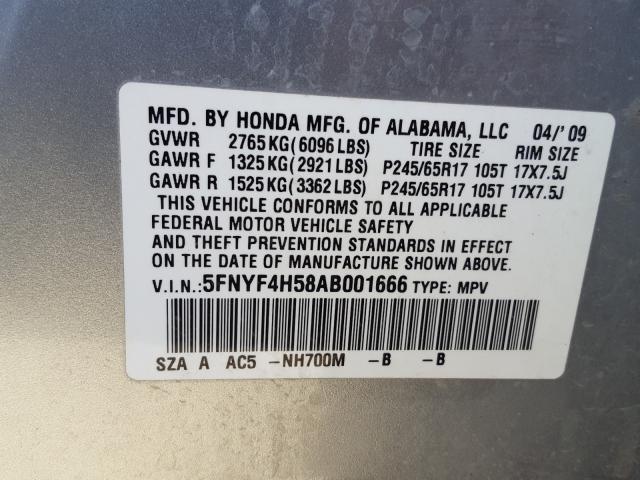 MFD. BY HONDA MFG. OF ALABAMA, LLC 04/'09
GVWR 2765KG(6096LBS) TIRE SIZE RIM SIZE
GAWR F 1325KG(2921LBS) P245/65R17 105T 17X7.5J
GAWR R 1525KG(3362LBS) P245/65R17 105T 17X7.5J
THIS VEHICLE CONFORMS TO ALL APPLICABLE
FEDERAL MOTOR VEHICLE SAFETY
AND THEFT PREVENTION STANDARDS IN EFFECT
ON THE DATE OF MANUFACTURE SHOWN ABOVE.
V.I.N.:5FNYF4H58AB001666 TYPE: MPV
SZA A AC5 -NH700M -B -B